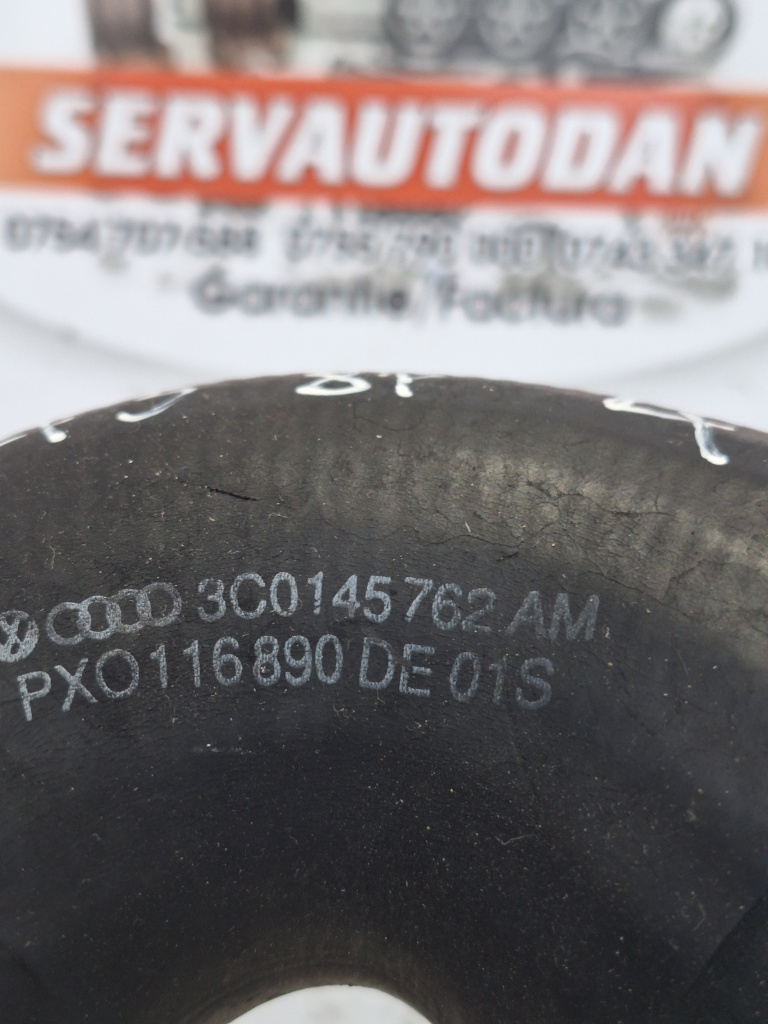 SERVAUTODAN
Garantie/Factura
3C0145762 AM
PXO116890 DE 01S